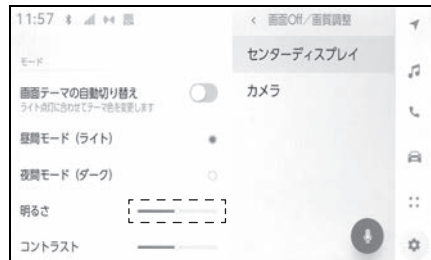 11:57
モード
画面テーマの自動切り替え
ライト点灯に合わせてテーマ色を変更します
昼間モード（ライト）
夜間モード（ダーク）
明るさ
コントラスト
< 画面Off/画質調整
センターディスプレイ
カメラ